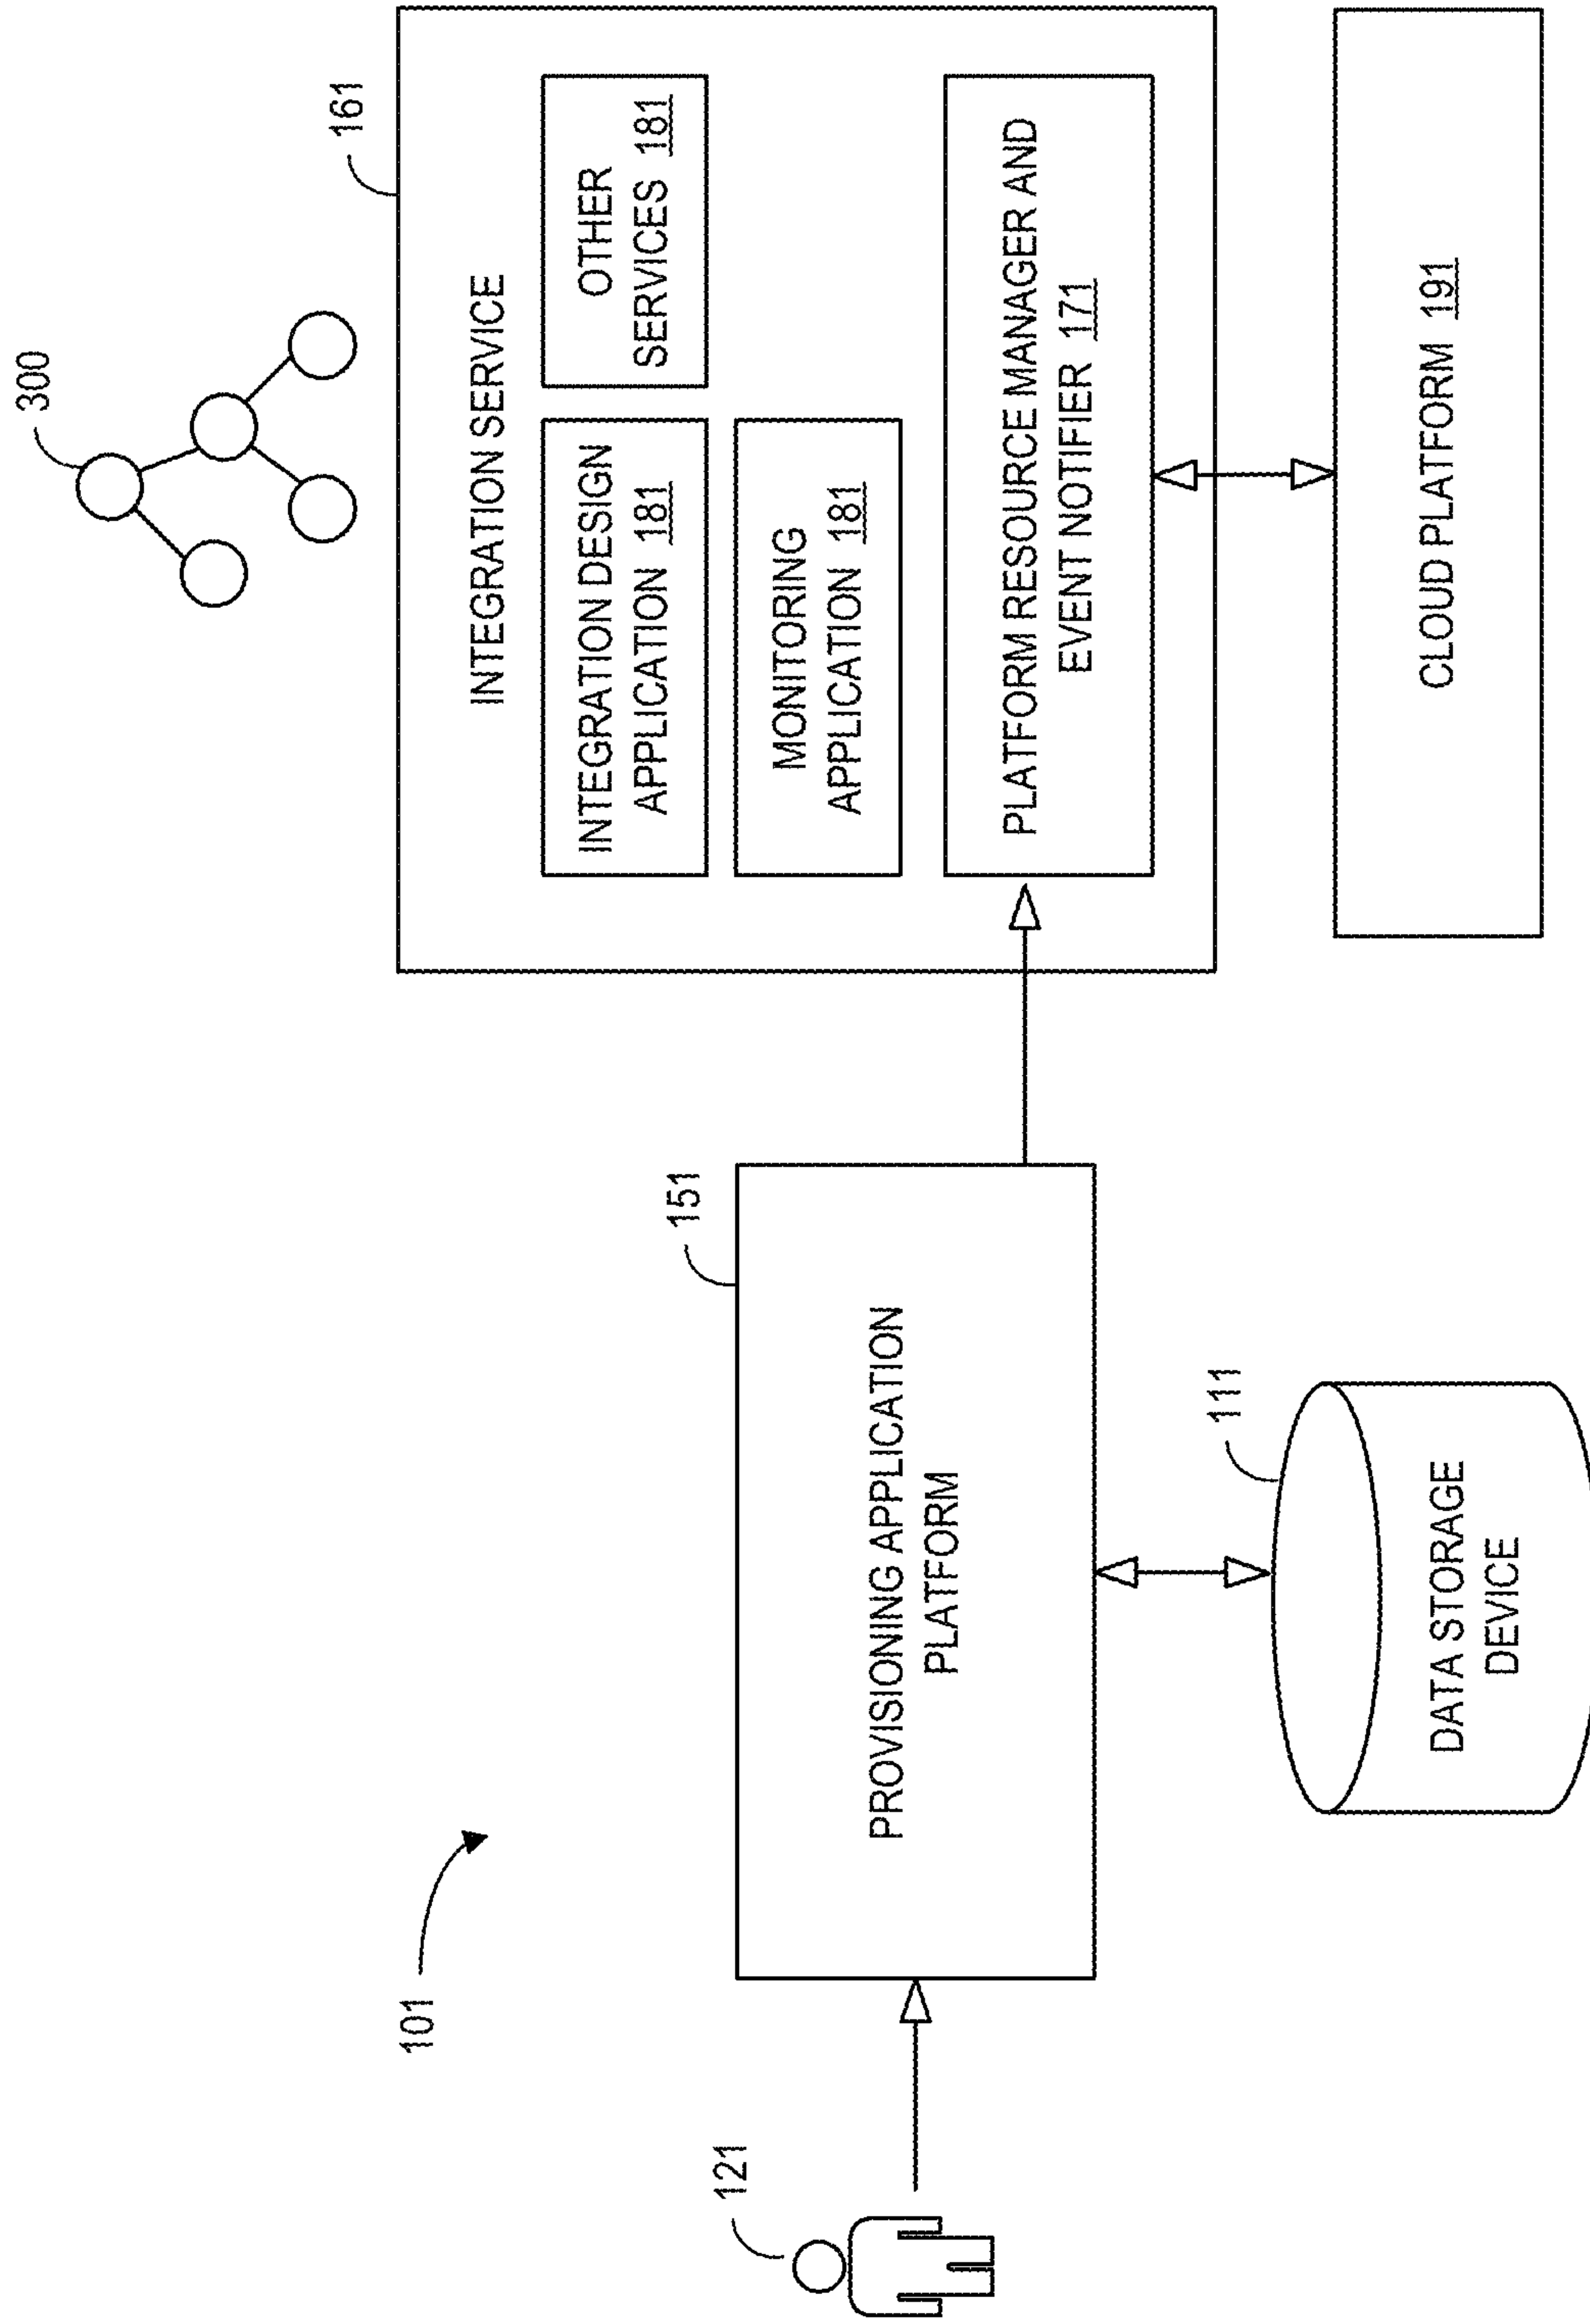 300
161
INTEGRATION SERVICE
INTEGRATION DESIGN
APPLICATION 181
OTHER
SERVICES 181
MONITORING
APPLICATION 181
PLATFORM RESOURCE MANAGER AND
EVENT NOTIFIER 171
CLOUD PLATFORM 191
101
151
PROVISIONING APPLICATION
PLATFORM
121
111
DATA STORAGE
DEVICE